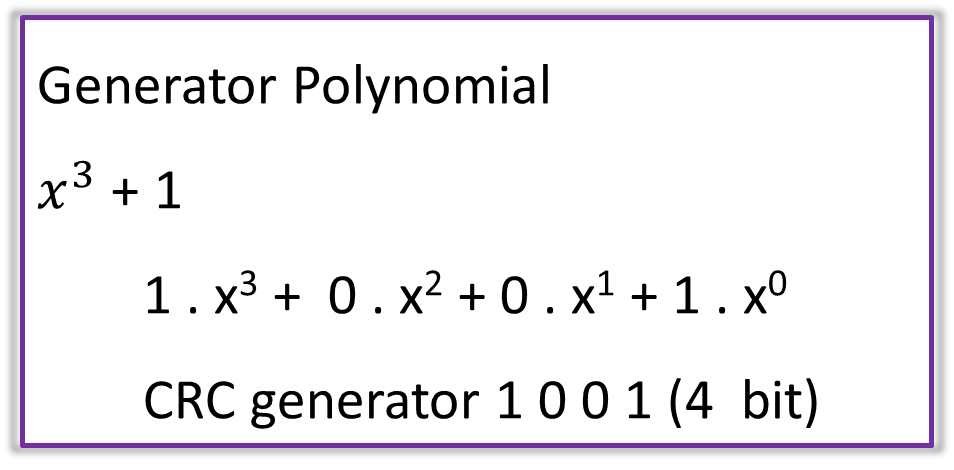 Generator Polynomial
x³ + 1
1 . x³ + 0 . x² + 0 . x¹ + 1 . x⁰
CRC generator 1 0 0 1 (4 bit)